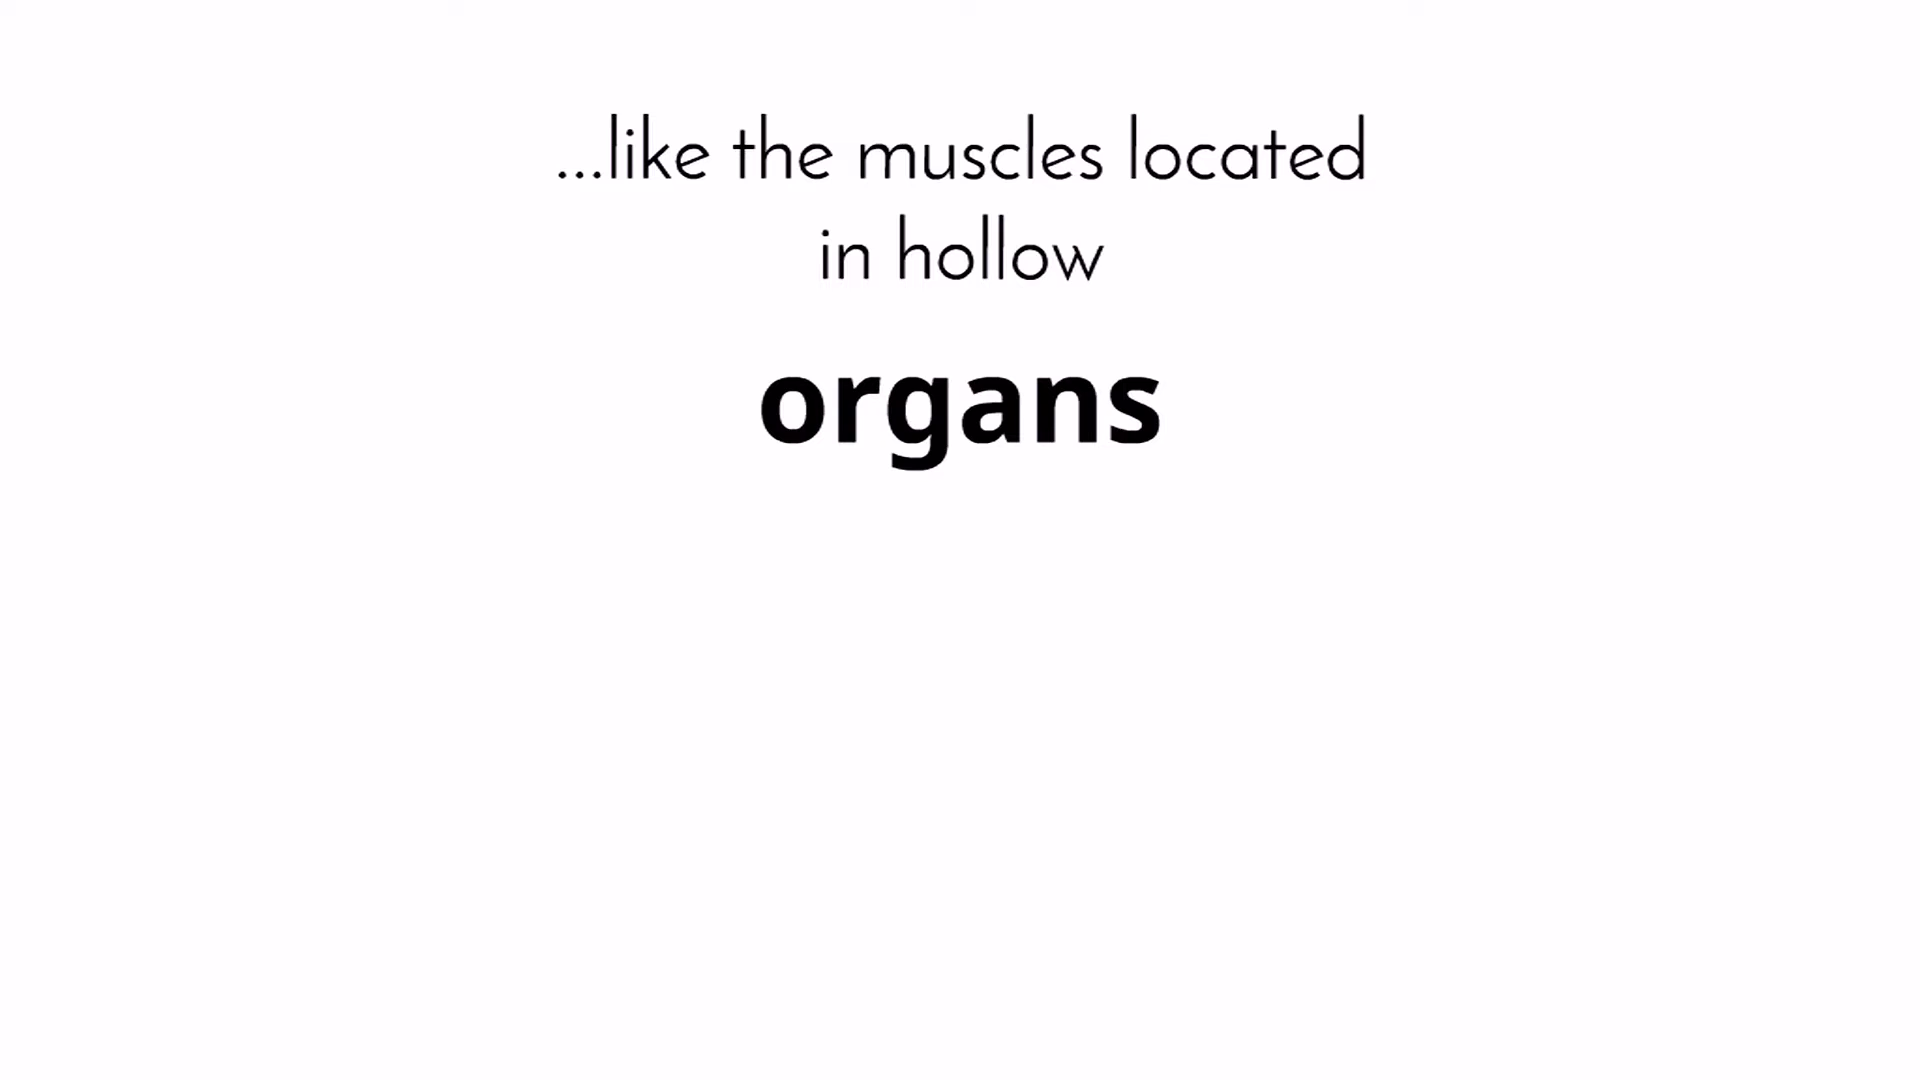 ...like the muscles located
in hollow
organs